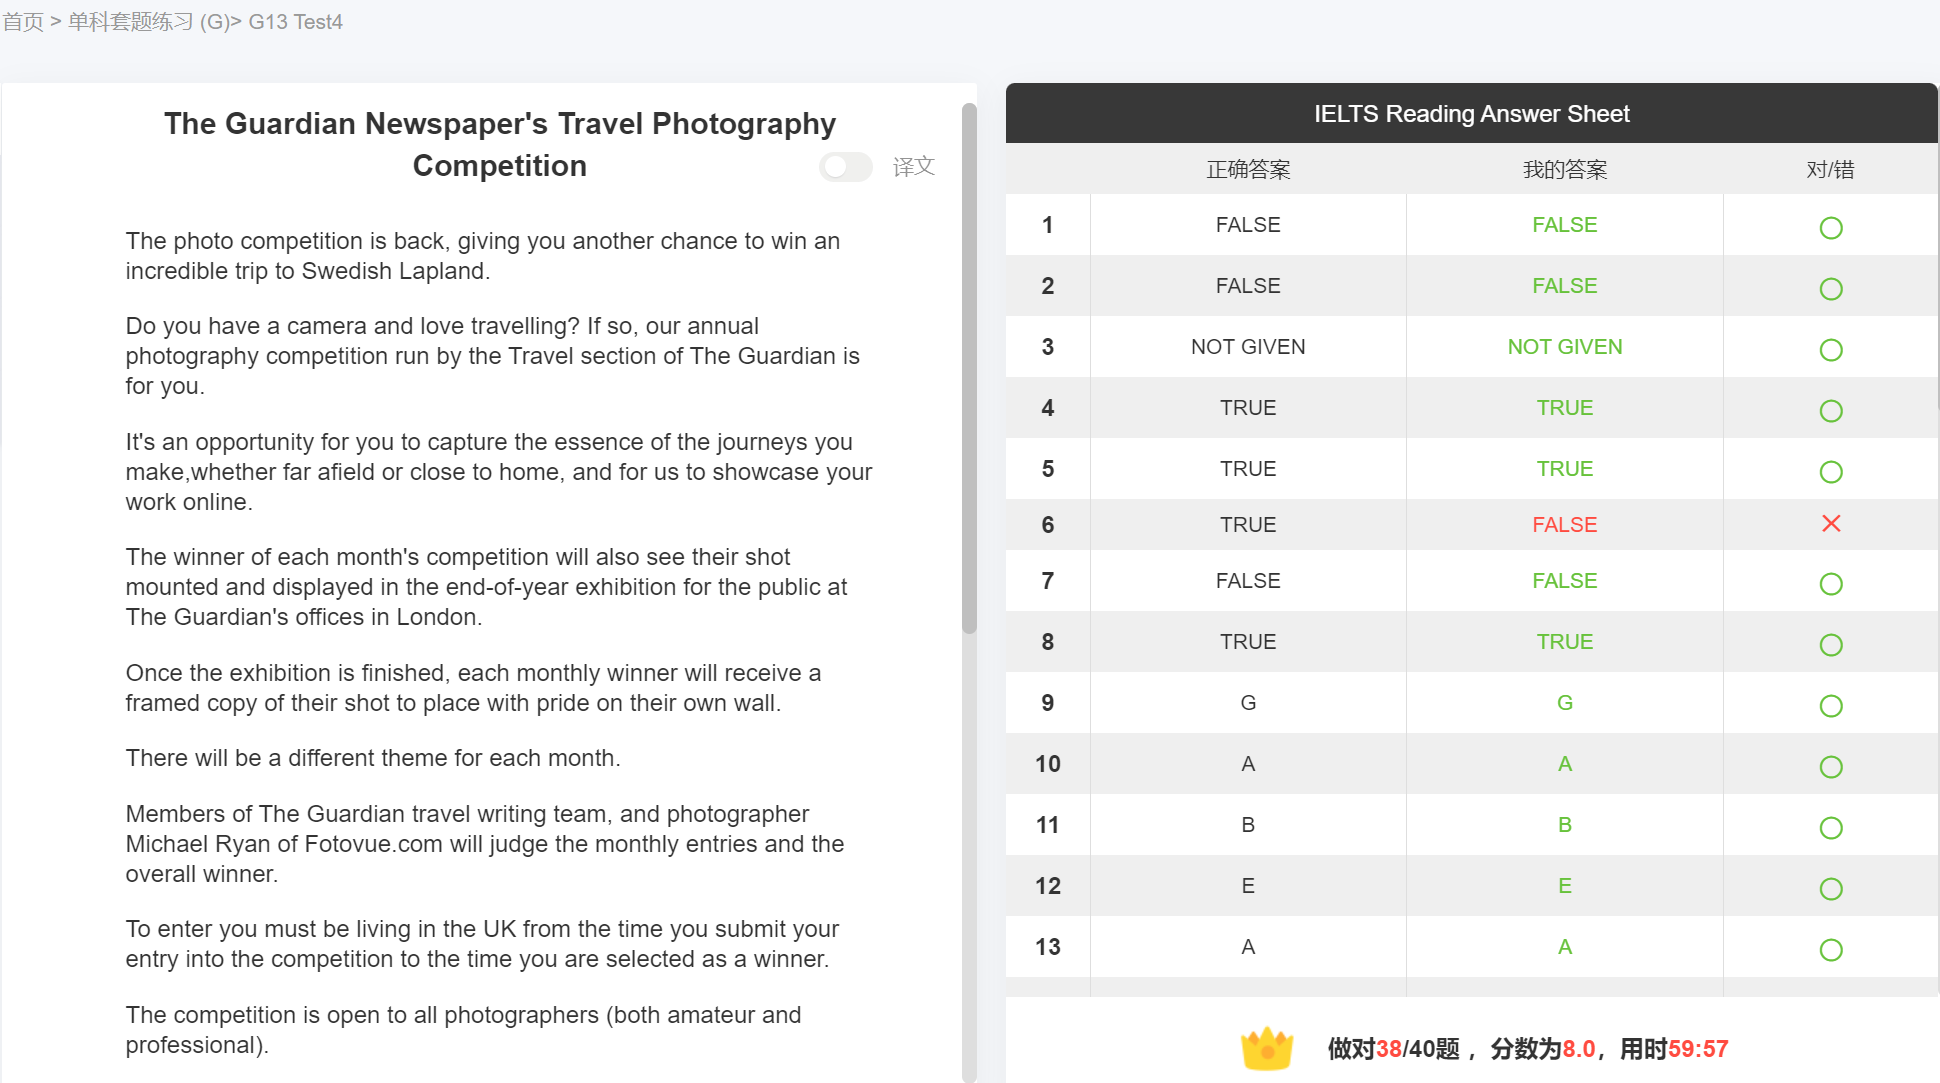 首页 > 单科套题练习 (G)> G13 Test4
The Guardian Newspaper's Travel Photography
Competition
译文
The photo competition is back, giving you another chance to win an
incredible trip to Swedish Lapland.
Do you have a camera and love travelling? If so, our annual
photography competition run by the Travel section of The Guardian is
for you.
It's an opportunity for you to capture the essence of the journeys you
make,whether far afield or close to home, and for us to showcase your
work online.
The winner of each month's competition will also see their shot
mounted and displayed in the end-of-year exhibition for the public at
The Guardian's offices in London.
Once the exhibition is finished, each monthly winner will receive a
framed copy of their shot to place with pride on their own wall.
There will be a different theme for each month.
Members of The Guardian travel writing team, and photographer
Michael Ryan of Fotovue.com will judge the monthly entries and the
overall winner.
To enter you must be living in the UK from the time you submit your
entry into the competition to the time you are selected as a winner.
The competition is open to all photographers (both amateur and
professional).
IELTS Reading Answer Sheet
正确答案 我的答案 对/错
1 FALSE FALSE
2 FALSE FALSE
3 NOT GIVEN NOT GIVEN
4 TRUE TRUE
5 TRUE TRUE
6 TRUE FALSE
7 FALSE FALSE
8 TRUE TRUE
9 G G
10 A A
11 B B
12 E E
13 A A
做对38/40题，分数为8.0，用时59:57